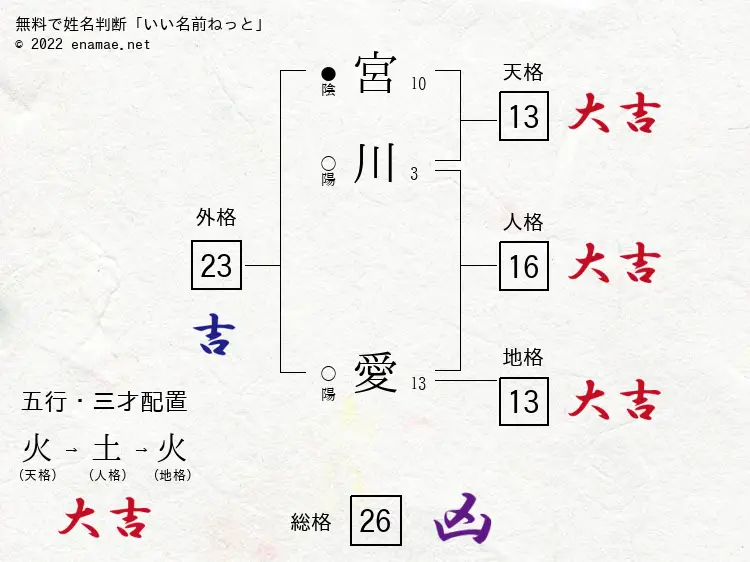 無料で姓名判断「いい名前ねっと」
© 2022 enamae.net
● 宮 10
陰
天格
13 大吉
○ 川 3
陽
外格
23
吉
人格
16 大吉
○ 愛 13
陽
地格
13 大吉
五行・三才配置
火 → 土 → 火
(天格) (人格) (地格)
大吉
総格 26 凶